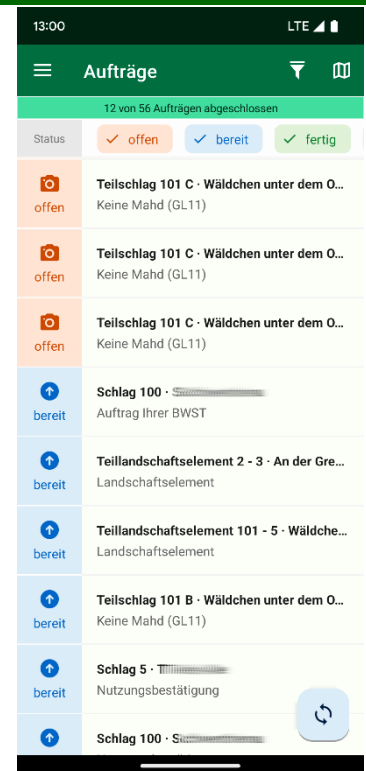 13:00 LTE
Aufträge
12 von 56 Aufträgen abgeschlossen
Status offen bereit fertig
Teilschlag 101 C · Wäldchen unter dem O...
offen Keine Mahd (GL11)
Teilschlag 101 C · Wäldchen unter dem O...
offen Keine Mahd (GL11)
Teilschlag 101 C · Wäldchen unter dem O...
offen Keine Mahd (GL11)
Schlag 100 ·
bereit Auftrag Ihrer BWST
Teillandschaftselement 2 - 3 · An der Gre...
bereit Landschaftselement
Teillandschaftselement 101 - 5 · Wäldche...
bereit Landschaftselement
Teilschlag 101 B · Wäldchen unter dem O...
bereit Keine Mahd (GL11)
Schlag 5 ·
bereit Nutzungsbestätigung
Schlag 100 ·